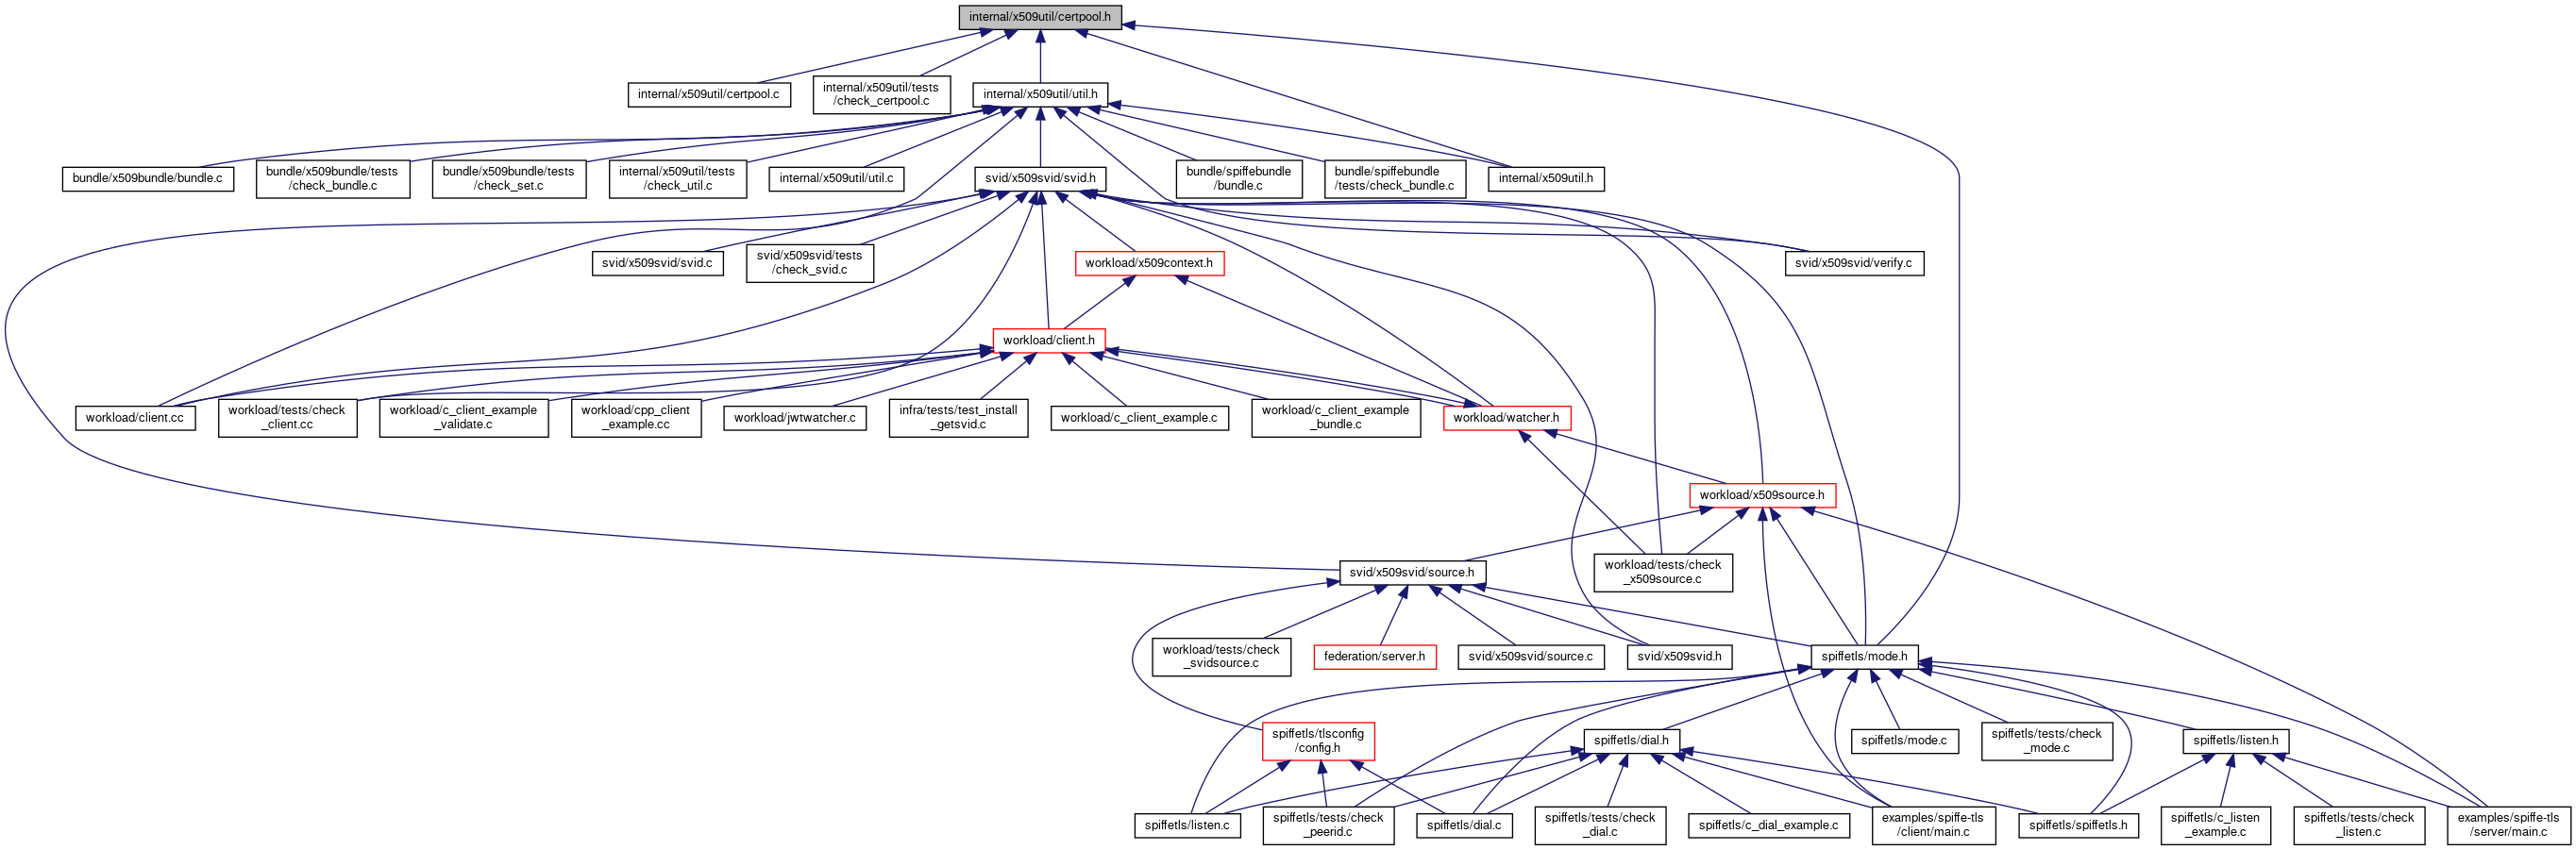 internal/x509util/certpool.h
internal/x509util/certpool.c
internal/x509util/tests
/check_certpool.c
internal/x509util/util.h
bundle/x509bundle/bundle.c
bundle/x509bundle/tests
/check_bundle.c
bundle/x509bundle/tests
/check_set.c
internal/x509util/tests
/check_util.c
internal/x509util/util.c
svid/x509svid/svid.h
bundle/spiffebundle
/bundle.c
bundle/spiffebundle
/tests/check_bundle.c
internal/x509util.h
svid/x509svid/svid.c
svid/x509svid/tests
/check_svid.c
workload/x509context.h
svid/x509svid/verify.c
workload/client.h
workload/client.cc
workload/tests/check
_client.cc
workload/c_client_example
_validate.c
workload/cpp_client
_example.cc
workload/jwtwatcher.c
infra/tests/test_install
_getsvid.c
workload/c_client_example.c
workload/c_client_example
_bundle.c
workload/watcher.h
workload/x509source.h
svid/x509svid/source.h
workload/tests/check
_x509source.c
workload/tests/check
_svidsource.c
federation/server.h
svid/x509svid/source.c
svid/x509svid.h
spiffetls/mode.h
spiffetls/tlsconfig
/config.h
spiffetls/dial.h
spiffetls/mode.c
spiffetls/tests/check
_mode.c
spiffetls/listen.h
spiffetls/listen.c
spiffetls/tests/check
_peerid.c
spiffetls/dial.c
spiffetls/tests/check
_dial.c
spiffetls/c_dial_example.c
examples/spiffe-tls
/client/main.c
spiffetls/spiffetls.h
spiffetls/c_listen
_example.c
spiffetls/tests/check
_listen.c
examples/spiffe-tls
/server/main.c